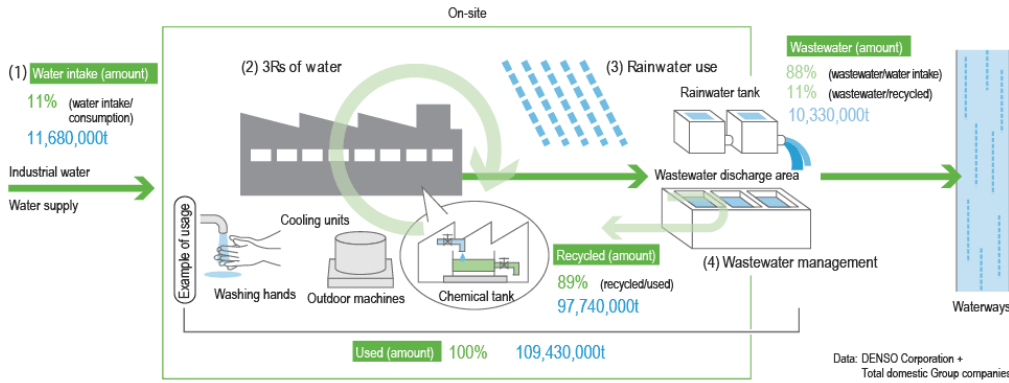 On-site
(1) Water intake (amount)
11% (water intake/
consumption)
11,680,000t
Industrial water
Water supply
(2) 3Rs of water
(3) Rainwater use
Rainwater tank
Wastewater (amount)
88% (wastewater/water intake)
11% (wastewater/recycled)
10,330,000t
Wastewater discharge area
(4) Wastewater management
Waterways
Example of usage
Washing hands
Cooling units
Outdoor machines
Chemical tank
Recycled (amount)
89% (recycled/used)
97,740,000t
Used (amount) 100% 109,430,000t
Data: DENSO Corporation +
Total domestic Group companies